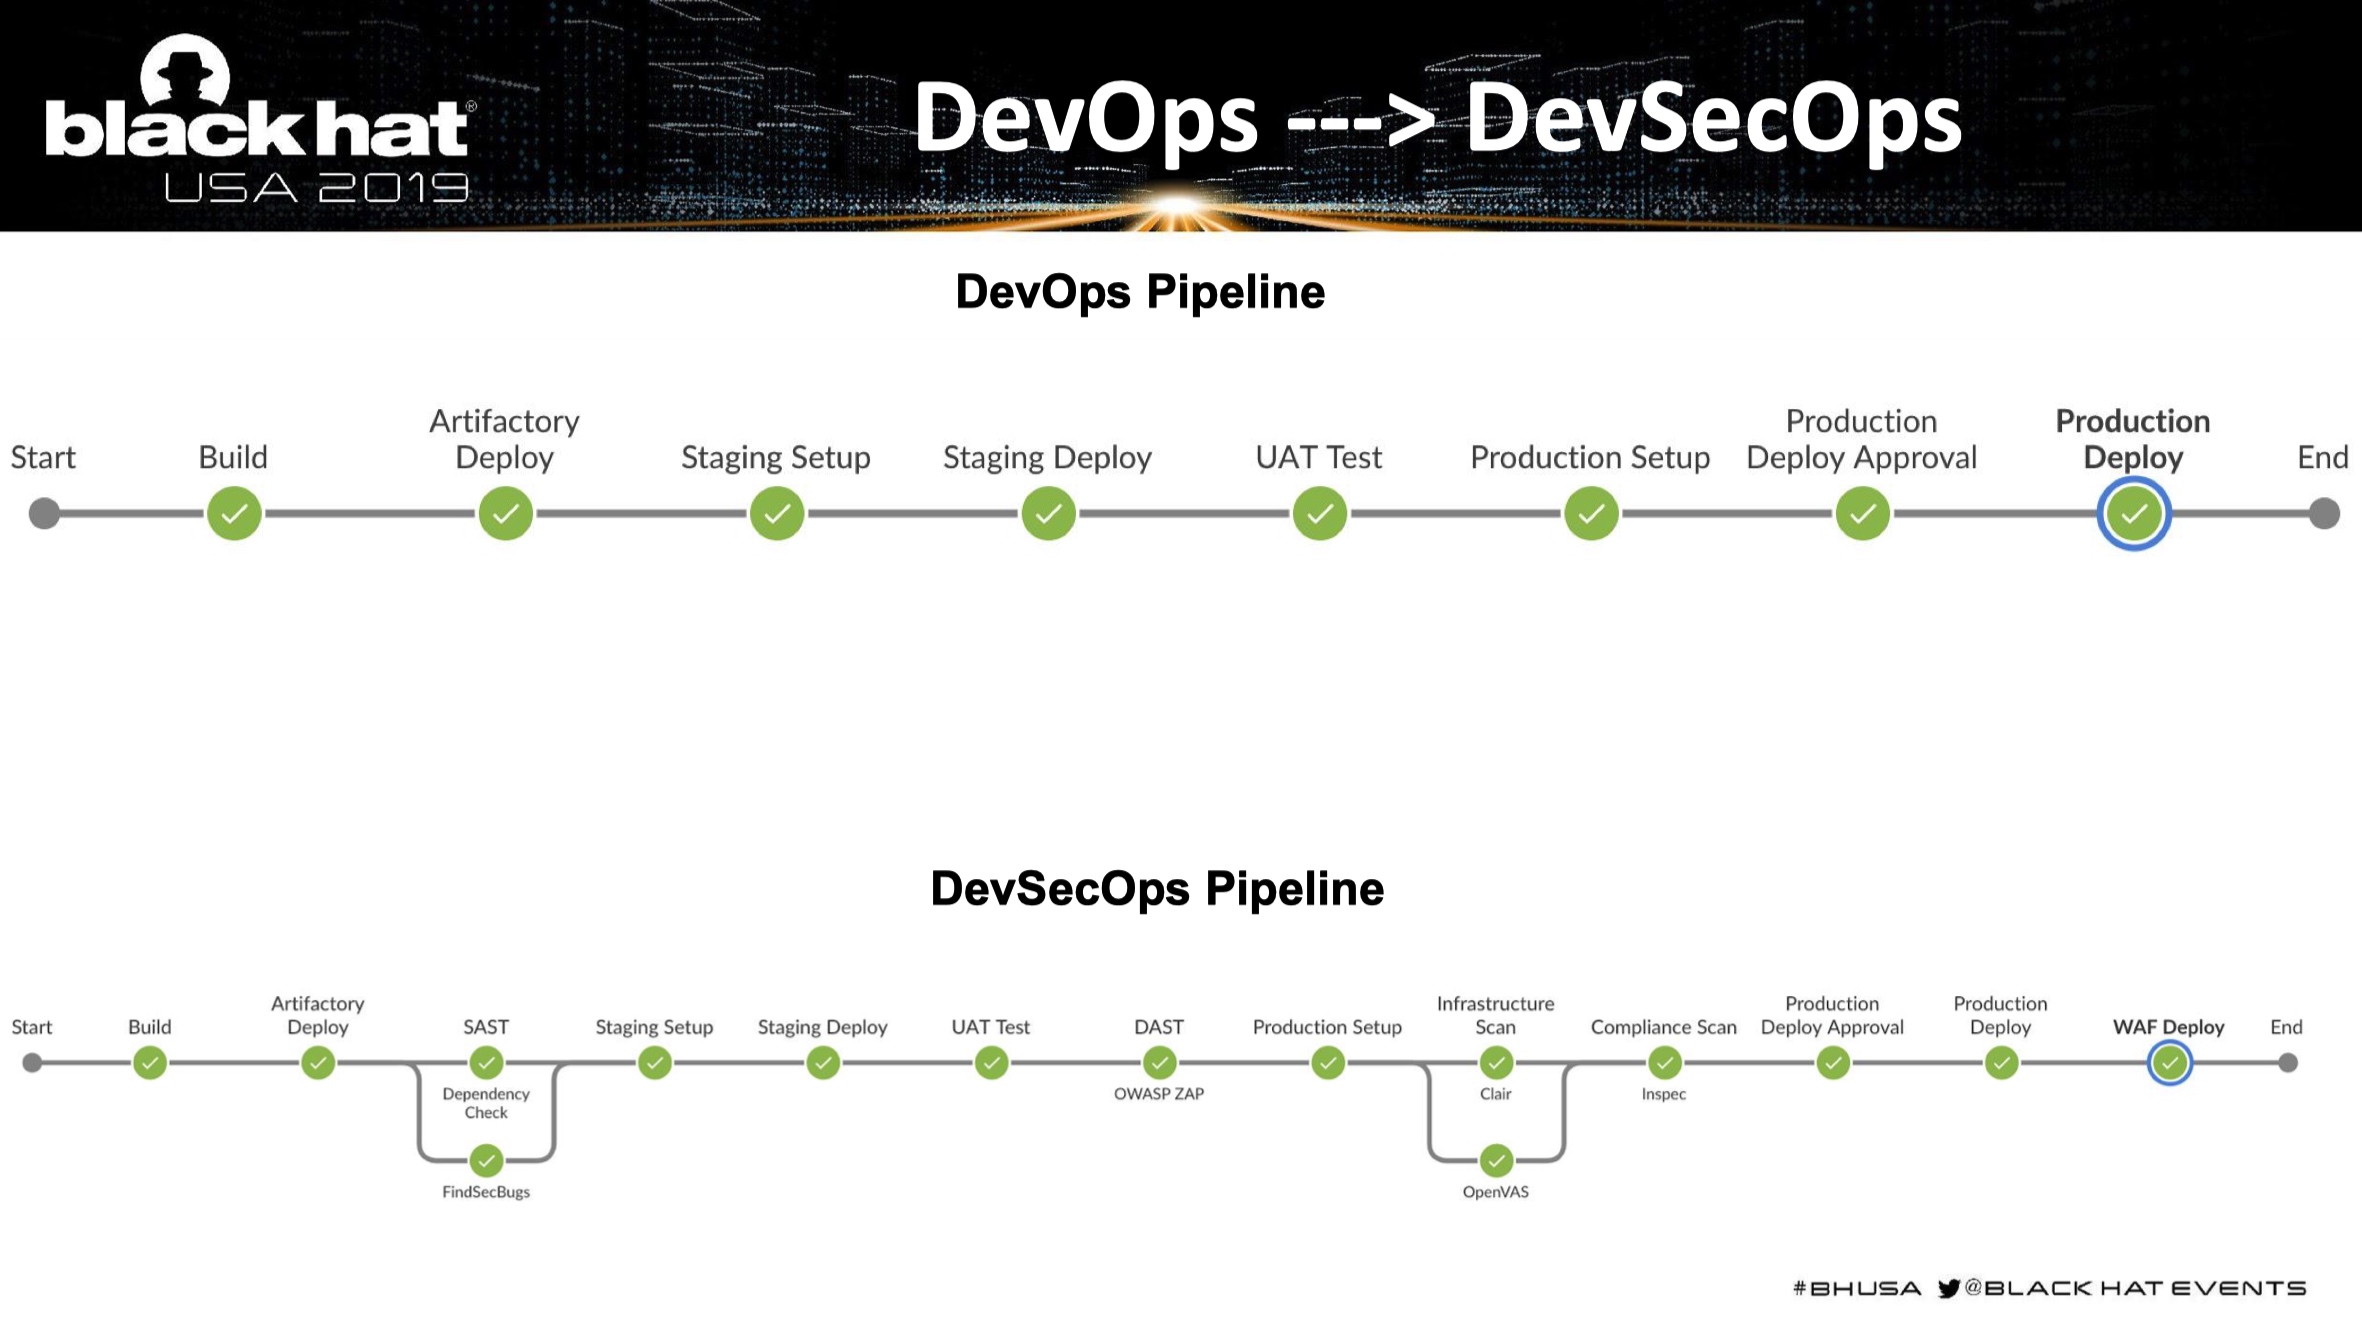 black hat®
USA 2019
DevOps ---> DevSecOps
DevOps Pipeline
Start
Build
Artifactory
Deploy
Staging Setup
Staging Deploy
UAT Test
Production Setup
Production
Deploy Approval
Production
Deploy
End
DevSecOps Pipeline
Start
Build
Artifactory
Deploy
SAST
Dependency
Check
FindSecBugs
Staging Setup
Staging Deploy
UAT Test
DAST
OWASP ZAP
Production Setup
Infrastructure
Scan
Clair
OpenVAS
Compliance Scan
Inspec
Production
Deploy Approval
Production
Deploy
WAF Deploy
End
#BHUSA @BLACK HAT EVENTS